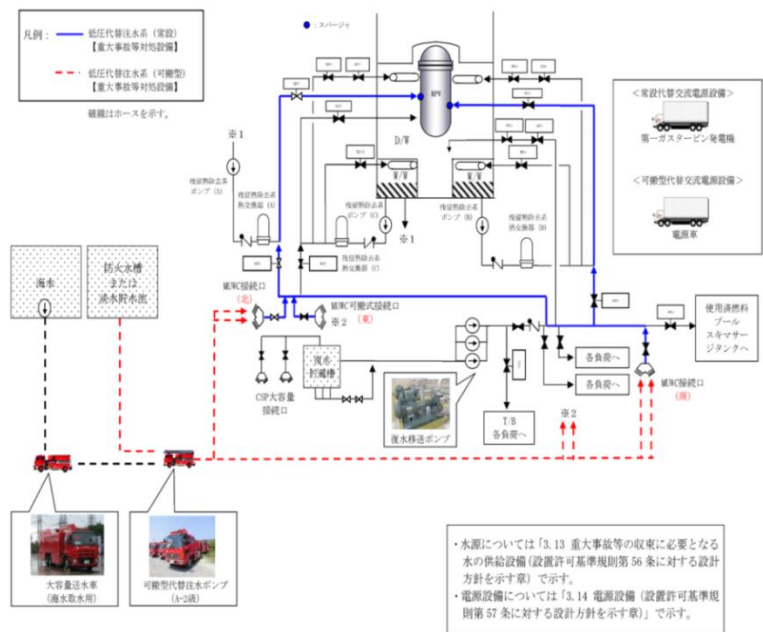 ●：スパージャ
凡例：
低圧代替注水系（常設）
【重大事故等対処設備】
低圧代替注水系（可搬型）
【重大事故等対処設備】
破線はホースを示す。
RPV
D/W
W/W
W/W
※1
残留熱除去系
ポンプ（A）
残留熱除去系
熱交換器（A）
残留熱除去系
ポンプ（C）
※1
残留熱除去系
ポンプ（B）
残留熱除去系
熱交換器（B）
＜常設代替交流電源設備＞
第一ガスタービン発電機
＜可搬型代替交流電源設備＞
電源車
海水
防火水槽
または
淡水貯水池
MUWC接続口
（北）
MUWC可搬式接続口
※2
（東）
復水
貯蔵槽
CSP大容量
接続口
復水移送ポンプ
T/B
各負荷へ
各負荷へ
各負荷へ
使用済燃料
プール
スキマサー
ジタンクへ
MUWC接続口
（南）
※2
大容量送水車
（海水取水用）
可搬型代替注水ポンプ
（A-2級）
・水源については「3.13 重大事故等の収束に必要となる
水の供給設備（設置許可基準規則第56条に対する設計
方針を示す章）で示す。
・電源設備については「3.14 電源設備（設置許可基準規
則第57条に対する設計方針を示す章）」で示す。